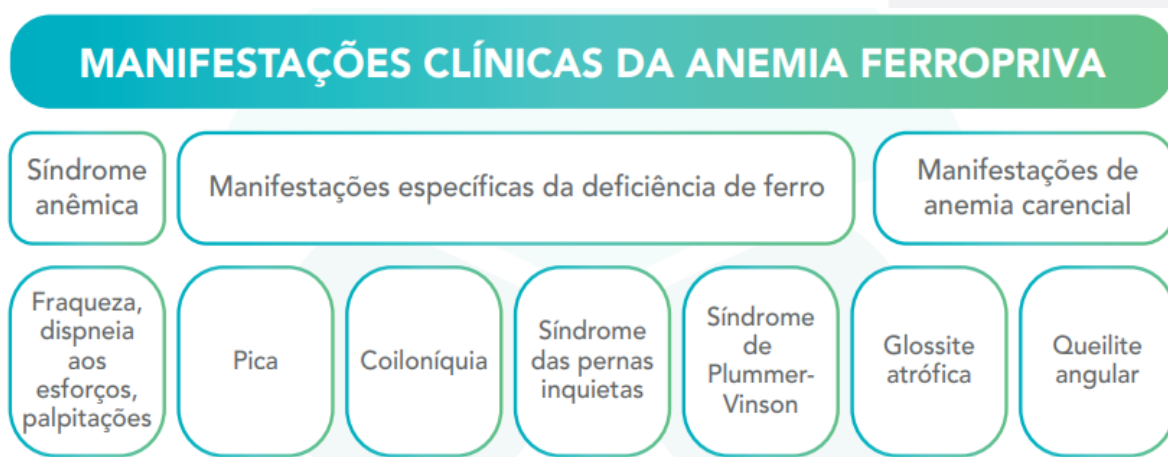 MANIFESTAÇÕES CLÍNICAS DA ANEMIA FERROPRIVA
Síndrome
anêmica
Manifestações específicas da deficiência de ferro
Manifestações de
anemia carencial
Fraqueza,
dispneia
aos
esforços,
palpitações
Pica
Coiloníquia
Síndrome
das pernas
inquietas
Síndrome
de
Plummer-
Vinson
Glossite
atrófica
Queilite
angular